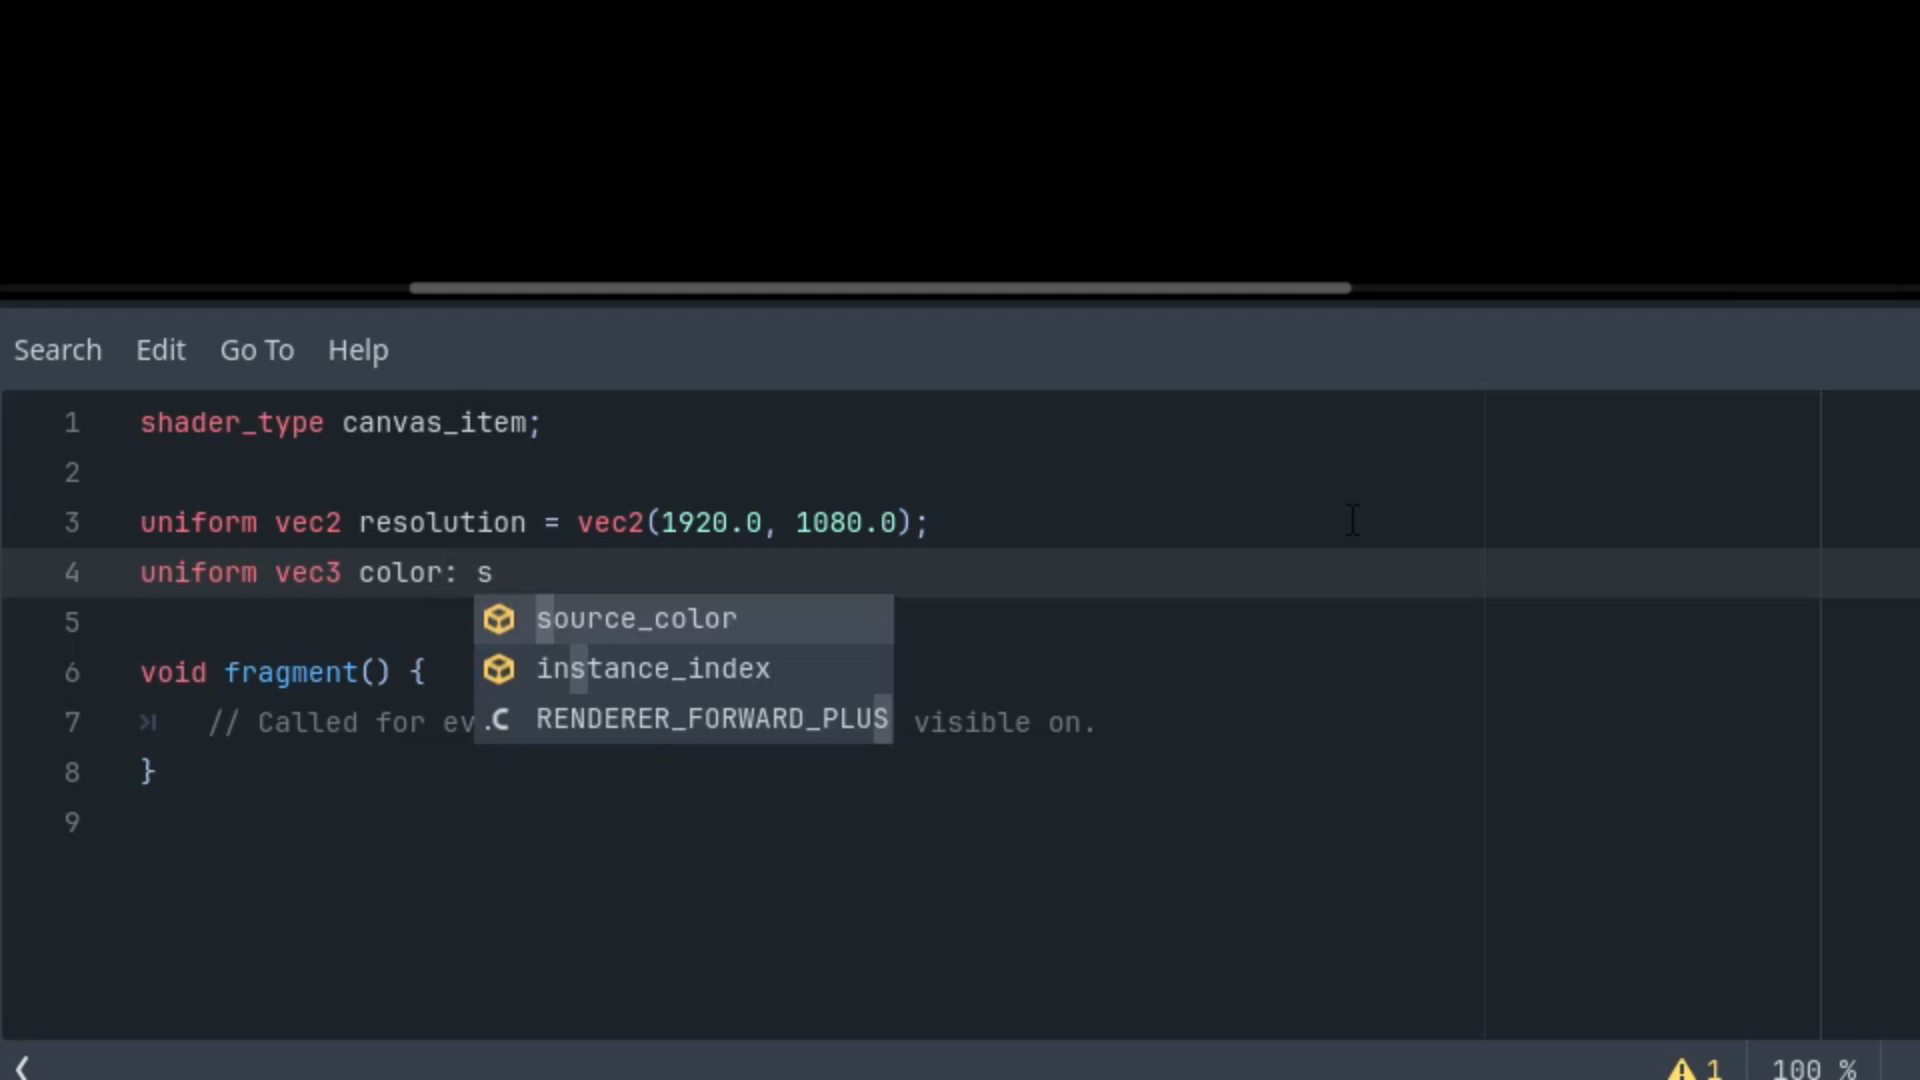 Search Edit Go To Help
1 shader_type canvas_item;
2
3 uniform vec2 resolution = vec2(1920.0, 1080.0);
4 uniform vec3 color: s
source_color
5
instance_index
6 void fragment() {
.C RENDERER_FORWARD_PLUS
7 // Called for ev visible on.
8 }
9
1 100 %